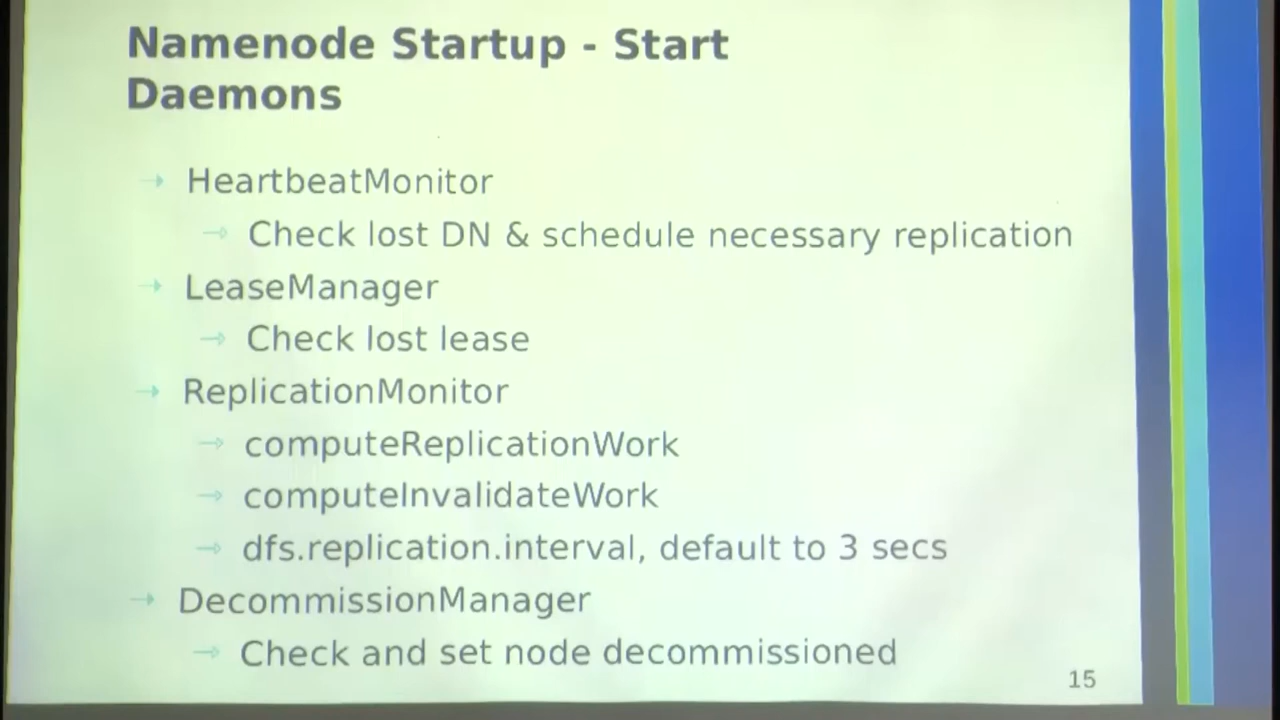 Namenode Startup - Start
Daemons
HeartbeatMonitor
Check lost DN & schedule necessary replication
LeaseManager
Check lost lease
ReplicationMonitor
computeReplicationWork
computeInvalidateWork
dfs.replication.interval, default to 3 secs
DecommissionManager
Check and set node decommissioned
15